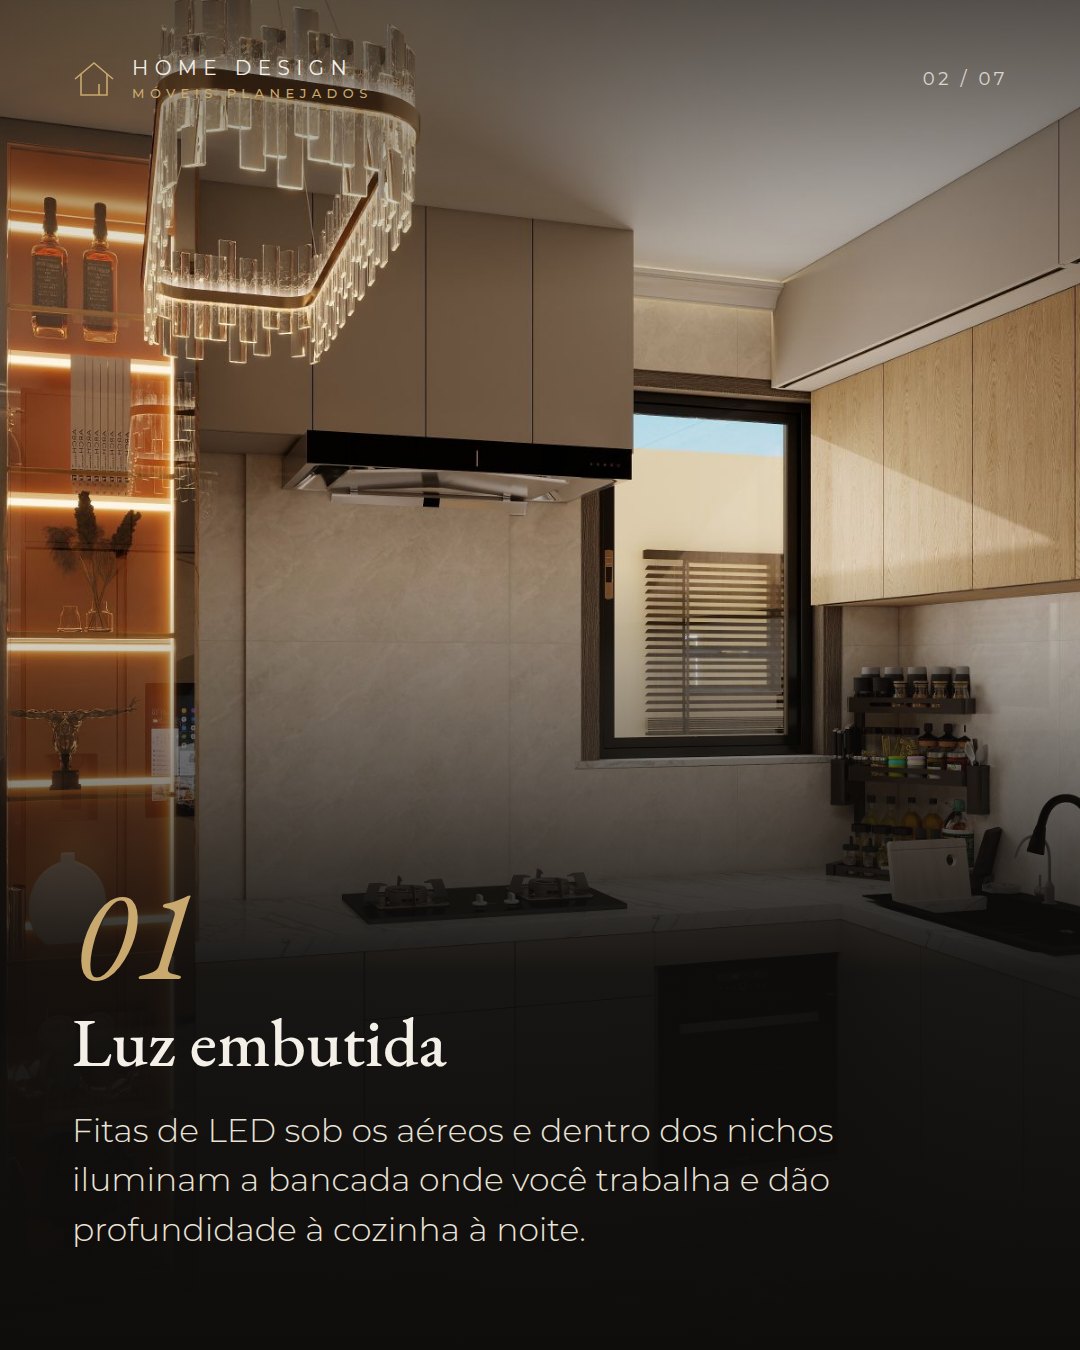 HOME DESIGN
MÓVEIS PLANEJADOS
02 / 07
01
Luz embutida
Fitas de LED sob os aéreos e dentro dos nichos
iluminam a bancada onde você trabalha e dão
profundidade à cozinha à noite.